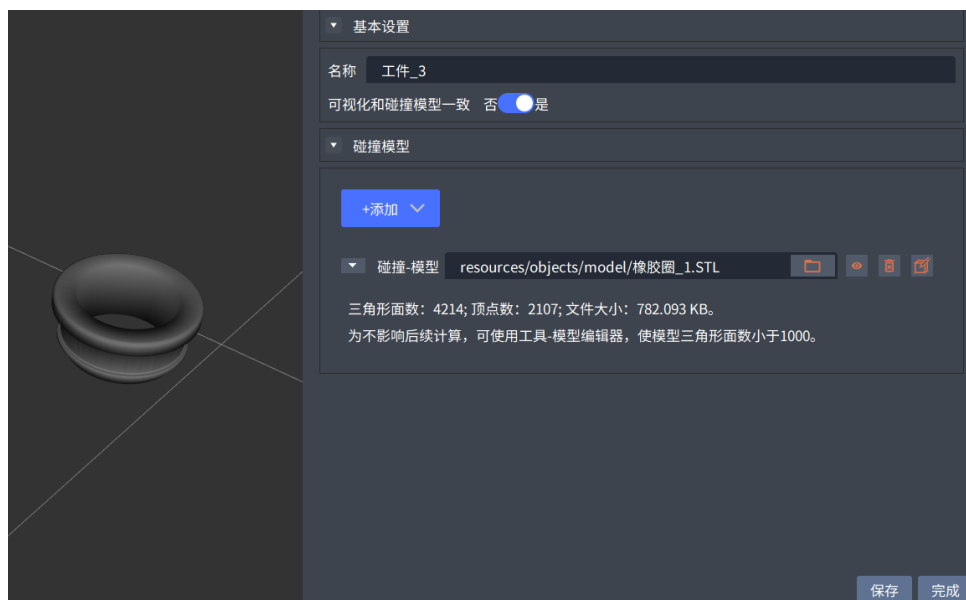 基本设置
名称 工件_3
可视化和碰撞模型一致 否 是
碰撞模型
+添加
碰撞-模型 resources/objects/model/橡胶圈_1.STL
三角形面数：4214; 顶点数：2107; 文件大小：782.093 KB。
为不影响后续计算，可使用工具-模型编辑器，使模型三角形面数小于1000。
保存 完成